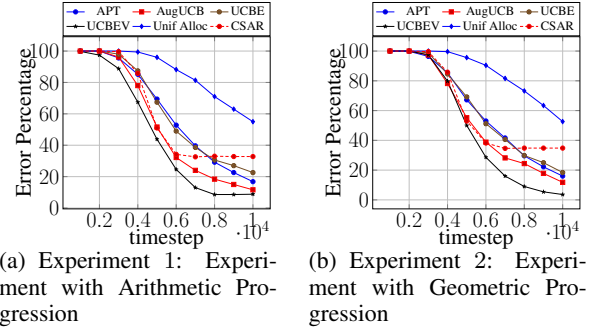 APT AugUCB UCBE
UCBEV Unif Alloc CSAR
Error Percentage
100
80
60
40
20
0
0.2 0.4 0.6 0.8 1
timestep
·10⁴
(a) Experiment 1: Experi-
ment with Arithmetic Pro-
gression
APT AugUCB UCBE
UCBEV Unif Alloc CSAR
Error Percentage
100
80
60
40
20
0
0.2 0.4 0.6 0.8 1
timestep
·10⁴
(b) Experiment 2: Experi-
ment with Geometric Pro-
gression